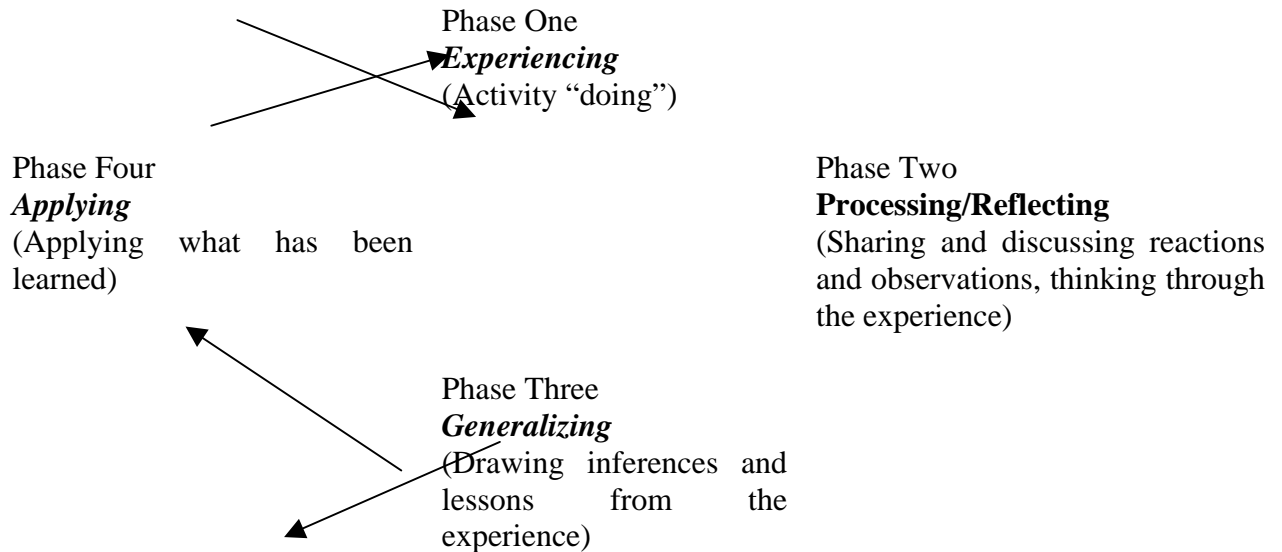 Phase One
Experiencing
(Activity “doing”)
Phase Four
Applying
(Applying what has been
learned)
Phase Two
Processing/Reflecting
(Sharing and discussing reactions
and observations, thinking through
the experience)
Phase Three
Generalizing
(Drawing inferences and
lessons from the
experience)